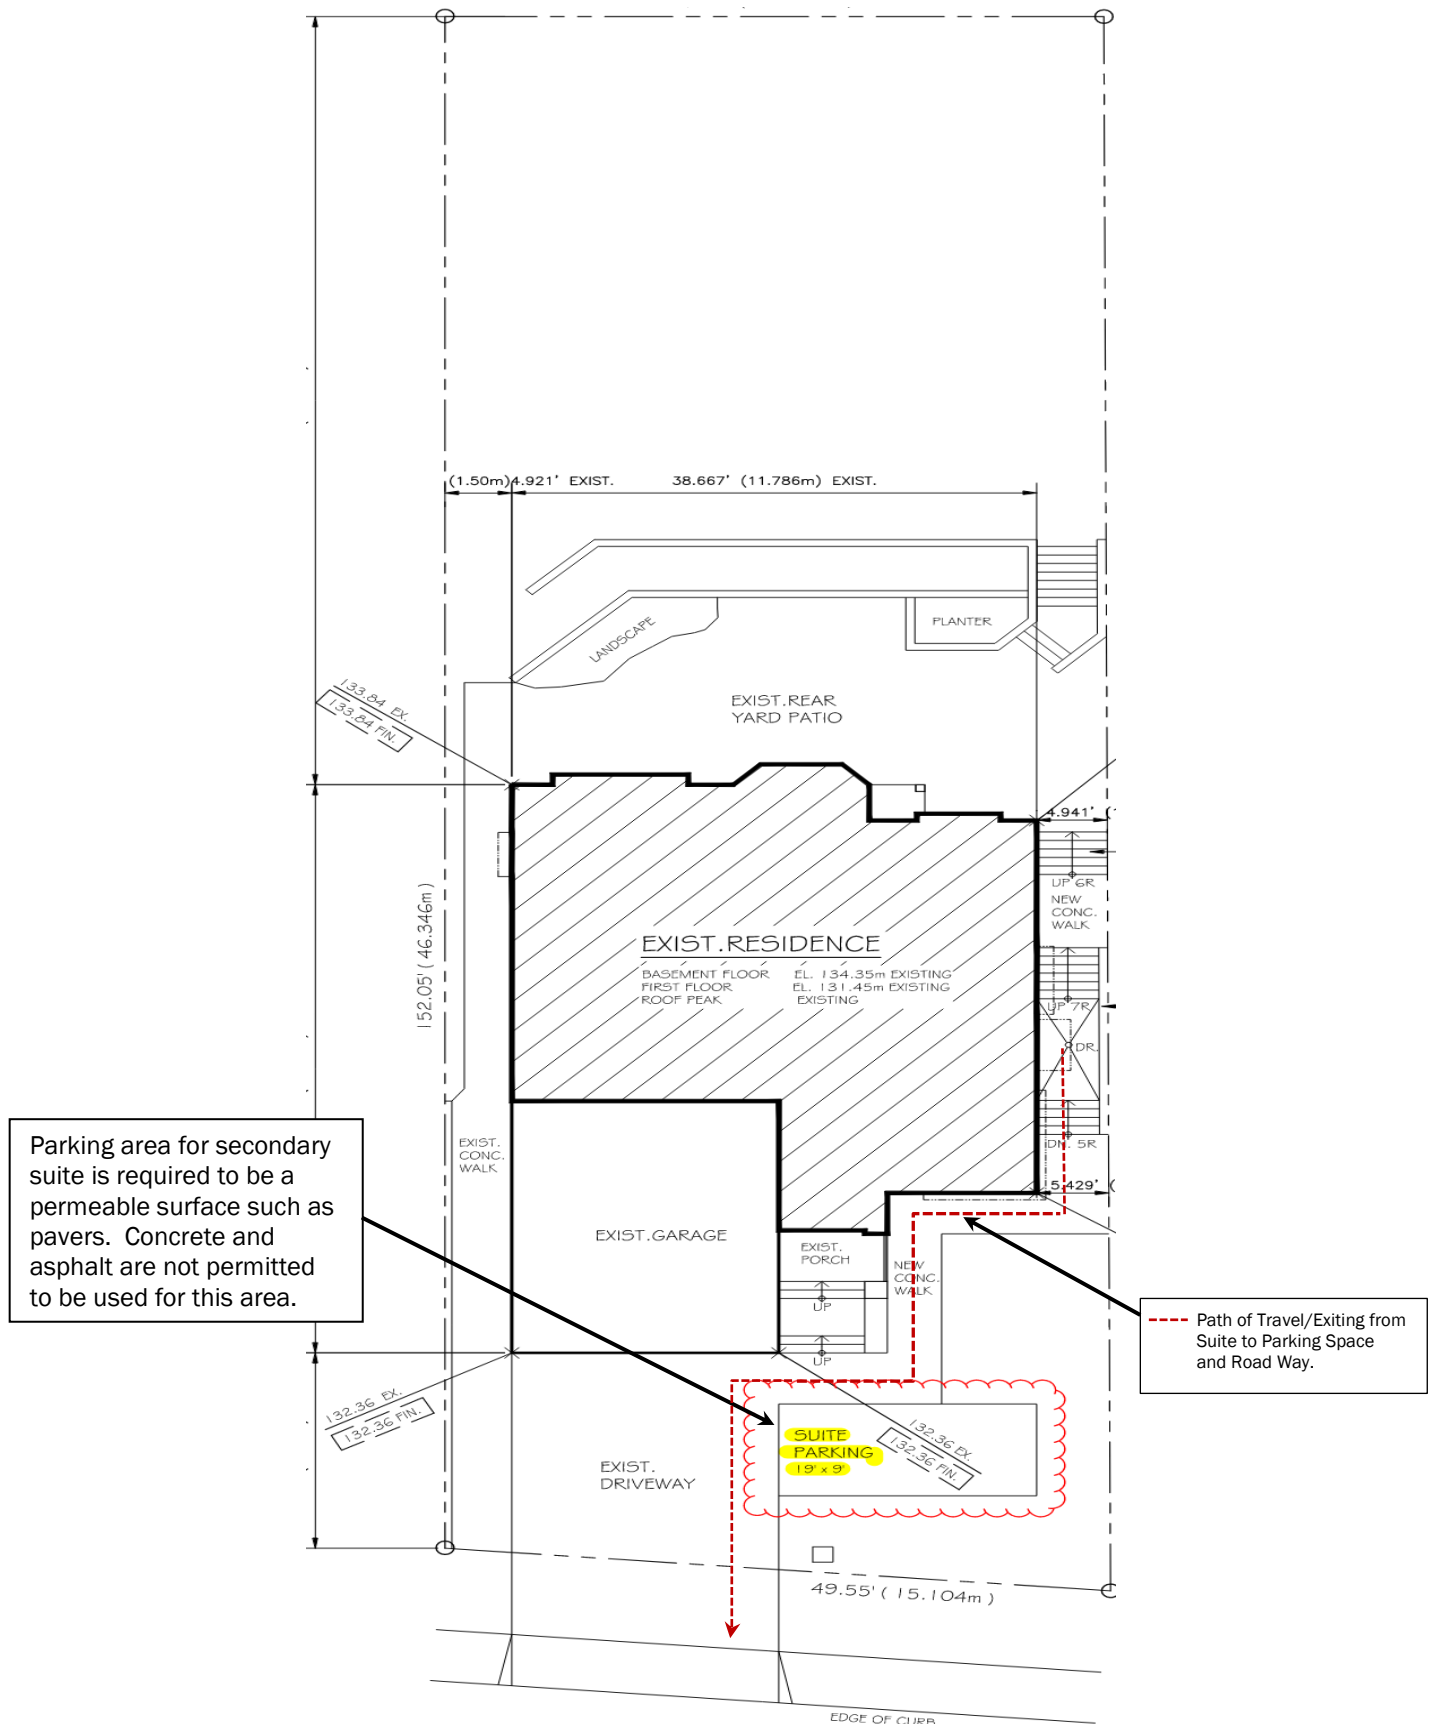 (1.50m)4.921' EXIST.
38.667' (11.786m) EXIST.
LANDSCAPE
PLANTER
EXIST.REAR
YARD PATIO
133.84 EX.
133.84 FIN.
4.941'
UP 6R
NEW
CONC.
WALK
152.05' ( 46.346m )
EXIST.RESIDENCE
BASEMENT FLOOR EL. 134.35m EXISTING
FIRST FLOOR EL. 131.45m EXISTING
ROOF PEAK EXISTING
UP 7R
DR.
DN. 5R
5.429' (
EXIST.
CONC.
WALK
Parking area for secondary
suite is required to be a
permeable surface such as
pavers. Concrete and
asphalt are not permitted
to be used for this area.
EXIST.GARAGE
EXIST.
PORCH
UP
UP
NEW
CONC.
WALK
Path of Travel/Exiting from
Suite to Parking Space
and Road Way.
132.36 EX.
132.36 FIN.
SUITE
PARKING
19' x 9'
132.36 EX.
132.36 FIN.
EXIST.
DRIVEWAY
49.55' ( 15.104m )
EDGE OF CURB